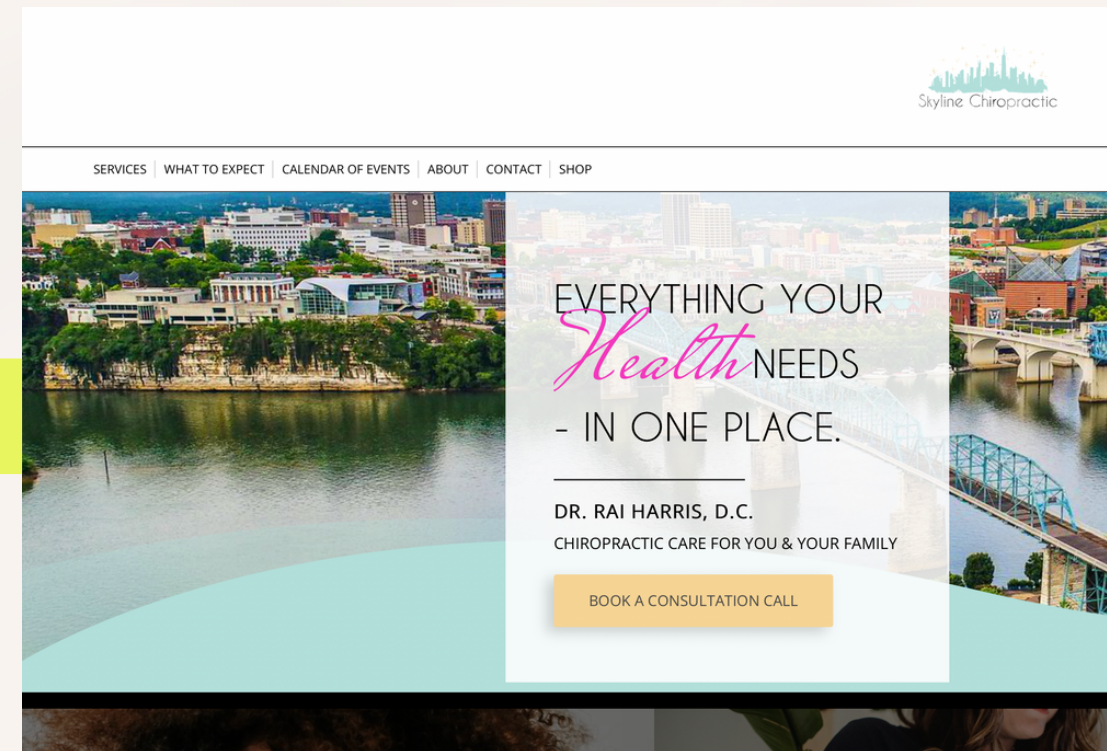 Skyline Chiropractic
SERVICES WHAT TO EXPECT CALENDAR OF EVENTS ABOUT CONTACT SHOP
EVERYTHING YOUR
Health NEEDS
- IN ONE PLACE.
DR. RAI HARRIS, D.C.
CHIROPRACTIC CARE FOR YOU & YOUR FAMILY
BOOK A CONSULTATION CALL